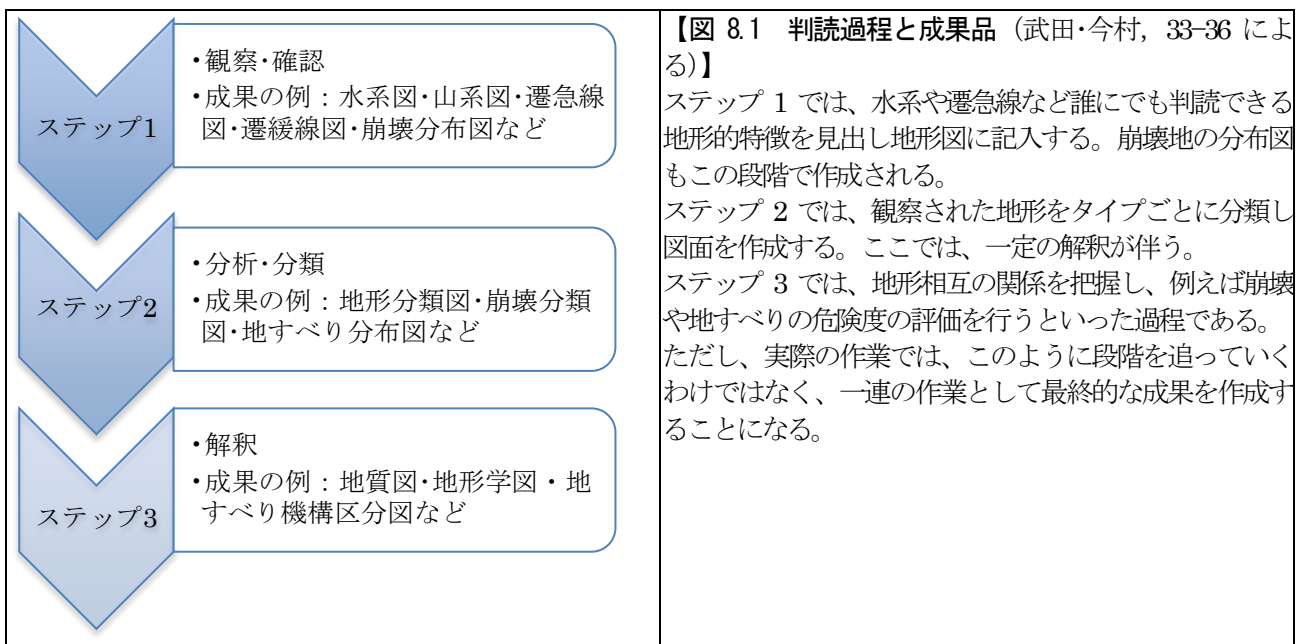 ステップ1
•観察･確認
•成果の例：水系図･山系図･遷急線
図･遷緩線図･崩壊分布図など
ステップ2
•分析･分類
•成果の例：地形分類図･崩壊分類
図･地すべり分布図など
ステップ3
•解釈
•成果の例：地質図･地形学図・地
すべり機構区分図など
【図 8.1　判読過程と成果品（武田･今村，33-36 によ
る）】
ステップ 1 では、水系や遷急線など誰にでも判読できる
地形的特徴を見出し地形図に記入する。崩壊地の分布図
もこの段階で作成される。
ステップ 2 では、観察された地形をタイプごとに分類し
図面を作成する。ここでは、一定の解釈が伴う。
ステップ 3 では、地形相互の関係を把握し、例えば崩壊
や地すべりの危険度の評価を行うといった過程である。
ただし、実際の作業では、このように段階を追っていく
わけではなく、一連の作業として最終的な成果を作成す
ることになる。